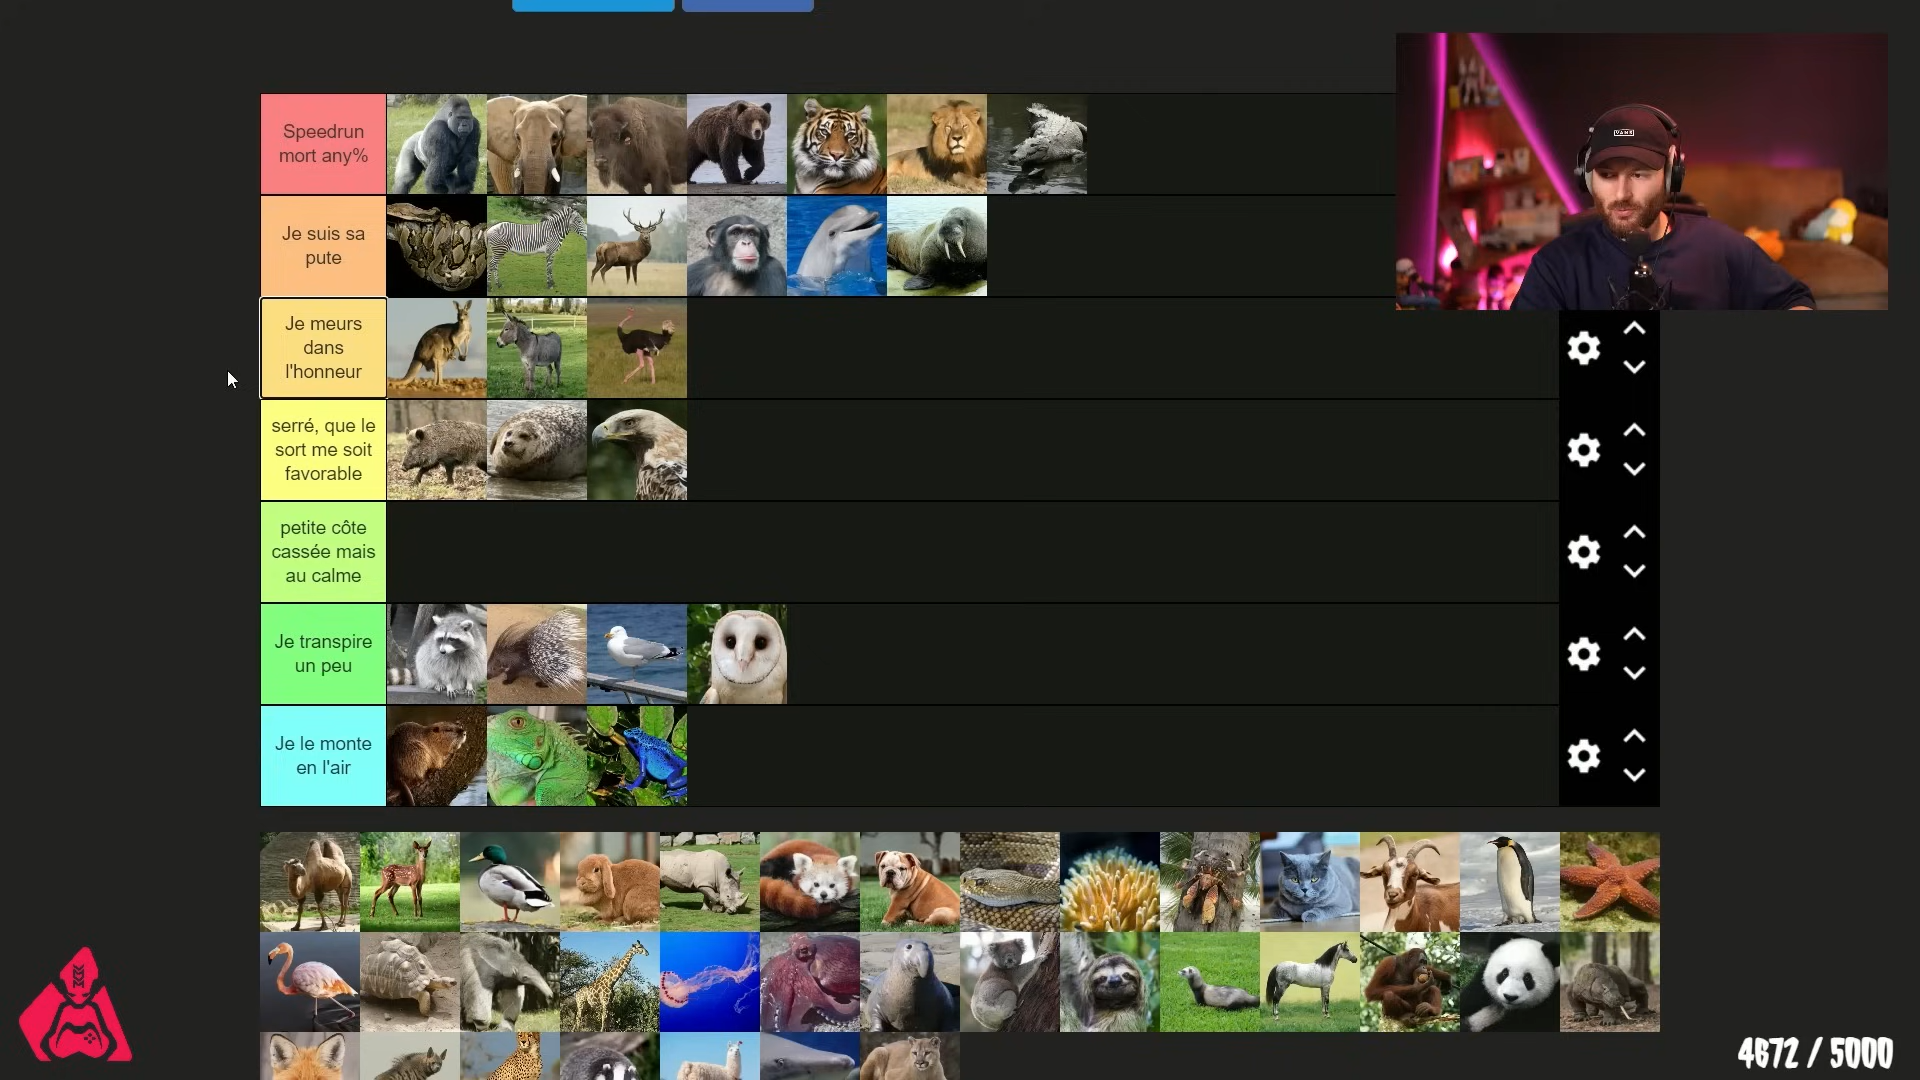 Speedrun
mort any%
Je suis sa
pute
Je meurs
dans
l'honneur
serré, que le
sort me soit
favorable
petite côte
cassée mais
au calme
Je transpire
un peu
Je le monte
en l'air
VANS
4672 / 5000